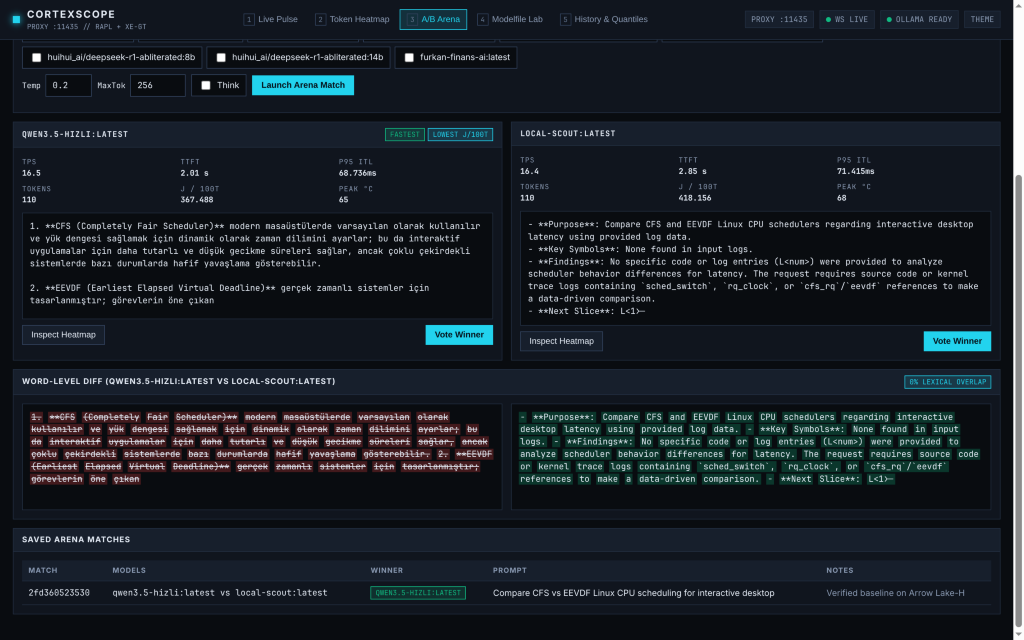 CORTEXSCOPE
PROXY :11435 // RAPL + XE-GT
1 Live Pulse
2 Token Heatmap
3 A/B Arena
4 Modelfile Lab
5 History & Quantiles
PROXY :11435
WS LIVE
OLLAMA READY
THEME
huihui_ai/deepseek-r1-abliterated:8b
huihui_ai/deepseek-r1-abliterated:14b
furkan-finans-ai:latest
Temp 0.2 MaxTok 256 Think Launch Arena Match
QWEN3.5-HIZLI:LATEST FASTEST LOWEST J/100T
TPS TTFT P95 ITL
16.5 2.01 s 68.736ms
TOKENS J / 100T PEAK °C
110 367.488 65
1. **CFS (Completely Fair Scheduler)** modern masaüstülerde varsayılan olarak kullanılır
ve yük dengesi sağlamak için dinamik olarak zaman dilimini ayarlar; bu da interaktif
uygulamalar için daha tutarlı ve düşük gecikme süreleri sağlar, ancak çoklu çekirdekli
sistemlerde bazı durumlarda hafif yavaşlama gösterebilir.
2. **EEVDF (Earliest Elapsed Virtual Deadline)** gerçek zamanlı sistemler için
tasarlanmıştır; görevlerin öne çıkan
Inspect Heatmap Vote Winner
LOCAL-SCOUT:LATEST
TPS TTFT P95 ITL
16.4 2.85 s 71.415ms
TOKENS J / 100T PEAK °C
110 418.156 68
- **Purpose**: Compare CFS and EEVDF Linux CPU schedulers regarding interactive desktop
latency using provided log data.
- **Key Symbols**: None found in input logs.
- **Findings**: No specific code or log entries (L<num>) were provided to analyze
scheduler behavior differences for latency. The request requires source code or kernel
trace logs containing `sched_switch`, `rq_clock`, or `cfs_rq`/`eevdf` references to make
a data-driven comparison.
- **Next Slice**: L<1>–
Inspect Heatmap Vote Winner
WORD-LEVEL DIFF (QWEN3.5-HIZLI:LATEST VS LOCAL-SCOUT:LATEST) 0% LEXICAL OVERLAP
1. **CFS (Completely Fair Scheduler)** modern masaüstülerde varsayılan olarak
kullanılır ve yük dengesi sağlamak için dinamik olarak zaman dilimini ayarlar; bu
da interaktif uygulamalar için daha tutarlı ve düşük gecikme süreleri sağlar, ancak
çoklu çekirdekli sistemlerde bazı durumlarda hafif yavaşlama gösterebilir. 2. **EEVDF
(Earliest Elapsed Virtual Deadline)** gerçek zamanlı sistemler için tasarlanmıştır;
görevlerin öne çıkan
- **Purpose**: Compare CFS and EEVDF Linux CPU schedulers regarding interactive
desktop latency using provided log data. - **Key Symbols**: None found in input
logs. - **Findings**: No specific code or log entries (L<num>) were provided to
analyze scheduler behavior differences for latency. The request requires source code
or kernel trace logs containing `sched_switch`, `rq_clock`, or `cfs_rq`/`eevdf`
references to make a data-driven comparison. - **Next Slice**: L<1>–
SAVED ARENA MATCHES
MATCH MODELS WINNER PROMPT NOTES
2fd360523530 qwen3.5-hizli:latest vs local-scout:latest QWEN3.5-HIZLI:LATEST Compare CFS vs EEVDF Linux CPU scheduling for interactive desktop Verified baseline on Arrow Lake-H